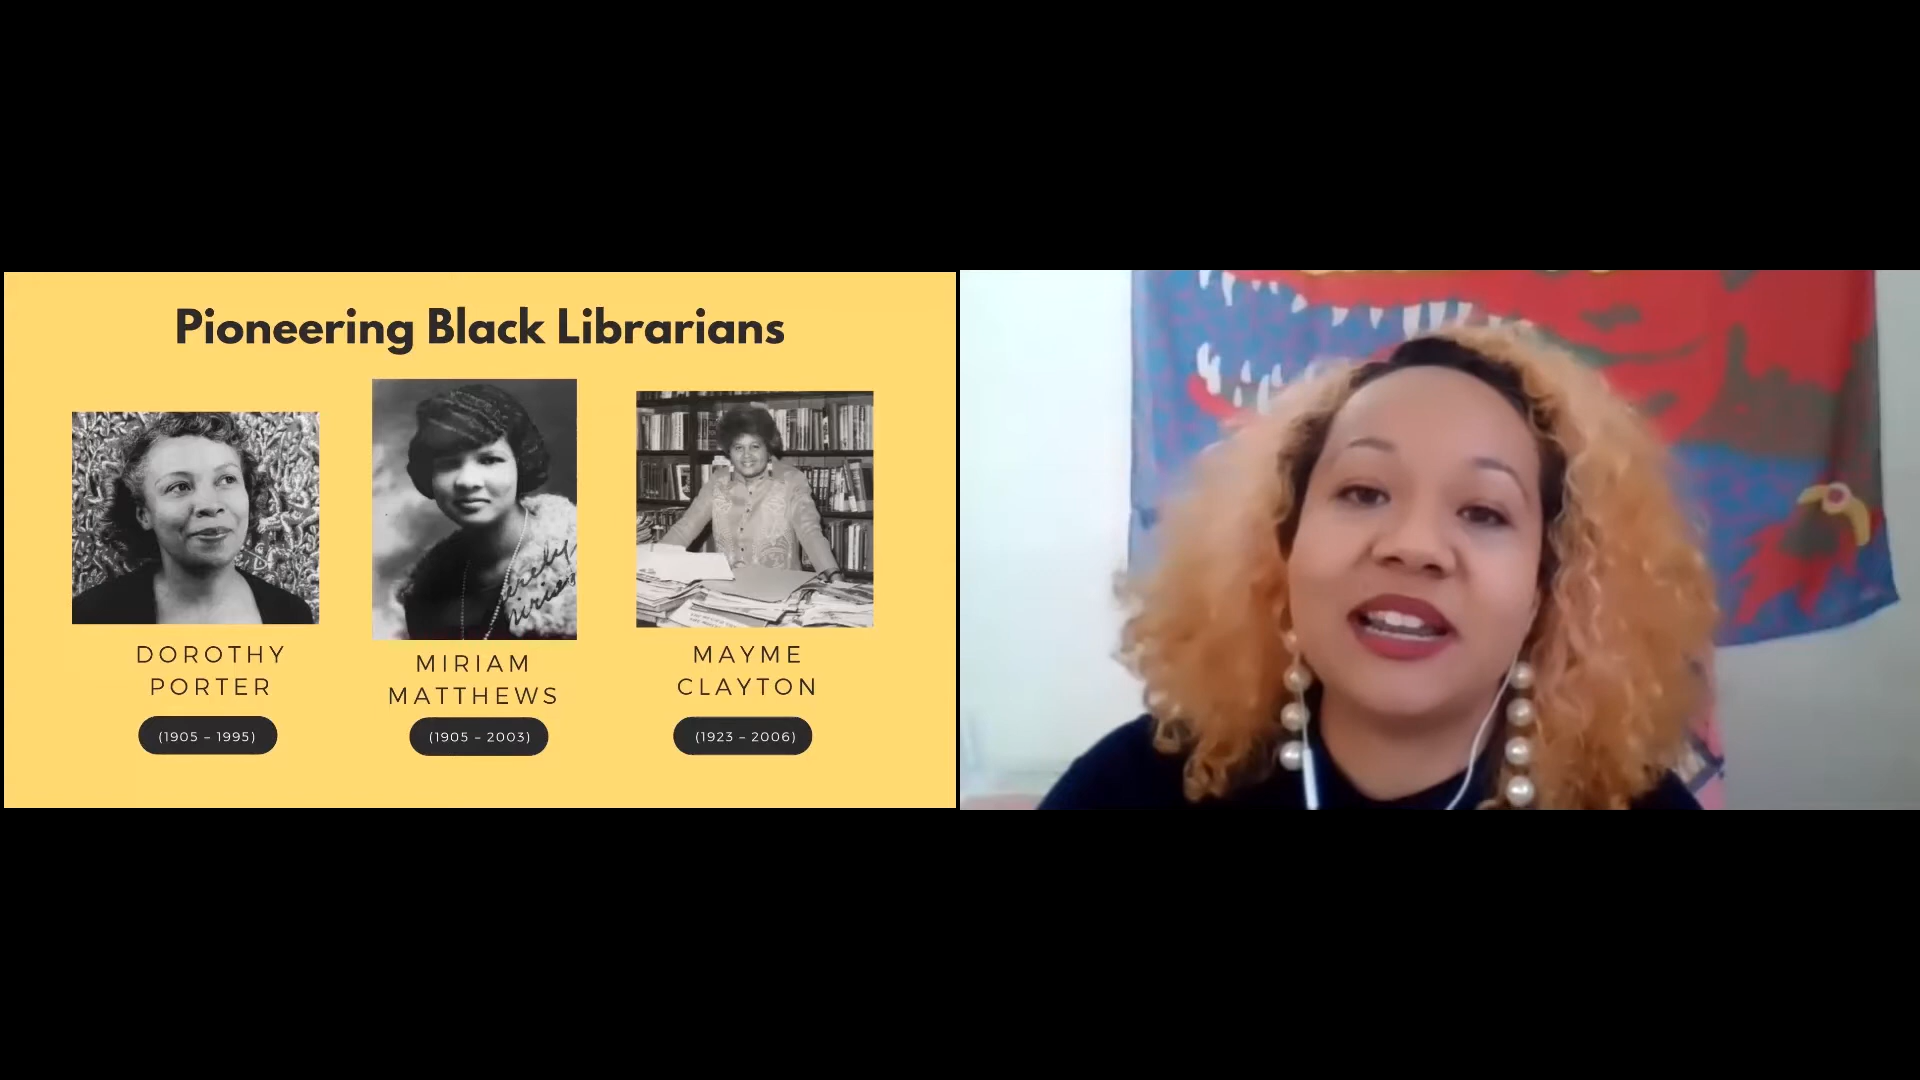 Pioneering Black Librarians
DOROTHY
PORTER
(1905 – 1995)
MIRIAM
MATTHEWS
(1905 – 2003)
MAYME
CLAYTON
(1923 – 2006)